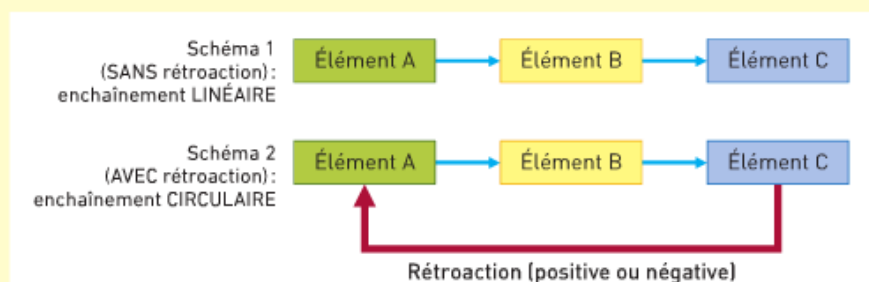 Schéma 1
(SANS rétroaction) :
enchaînement LINÉAIRE
Élément A
Élément B
Élément C
Schéma 2
(AVEC rétroaction) :
enchaînement CIRCULAIRE
Élément A
Élément B
Élément C
Rétroaction (positive ou négative)